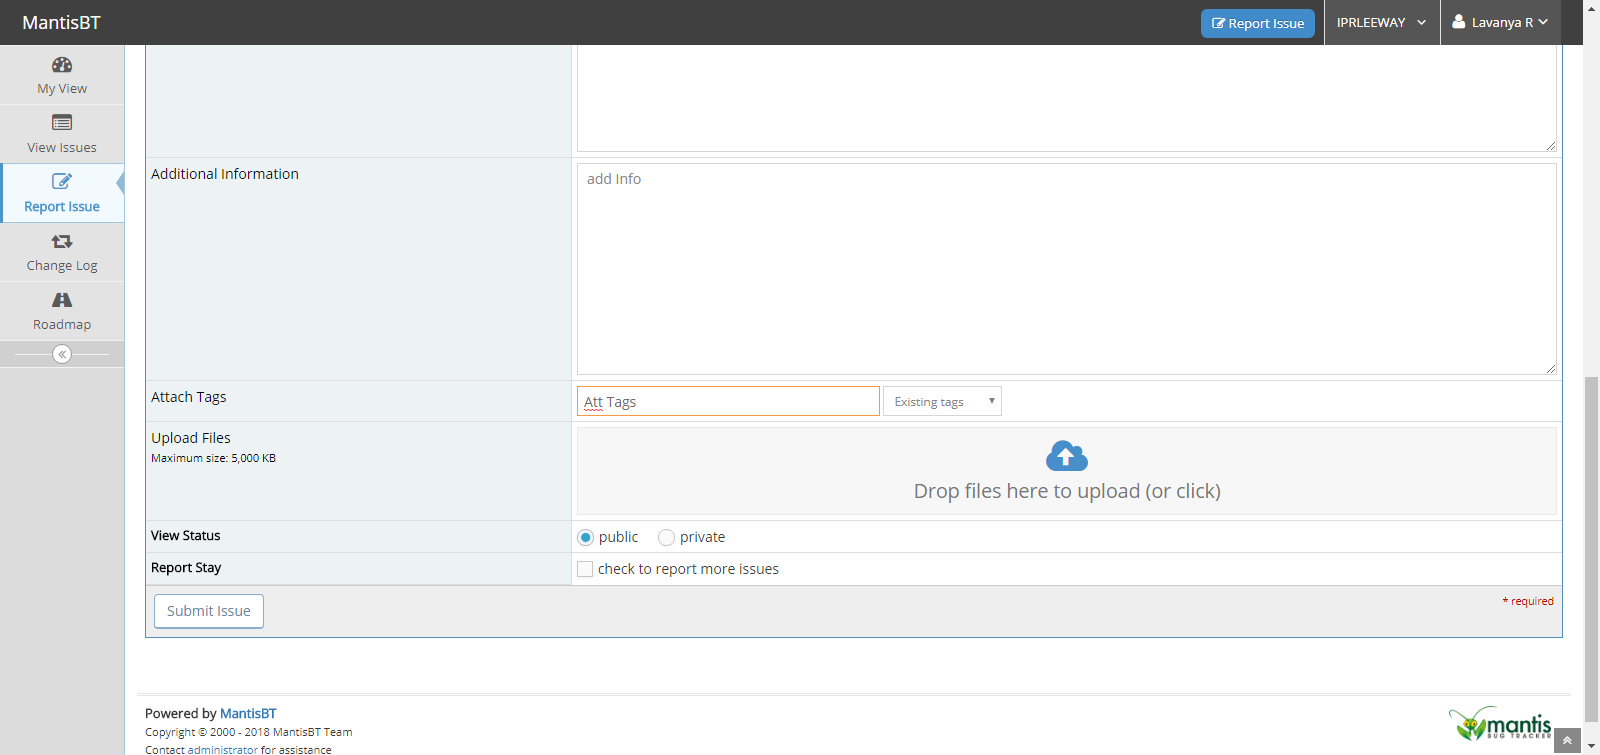 MantisBT
Report Issue
IPRLEEWAY
Lavanya R
My View
View Issues
Report Issue
Change Log
Roadmap
Additional Information
add Info
Attach Tags
Att Tags
Existing tags
Upload Files
Maximum size: 5,000 KB
Drop files here to upload (or click)
View Status
public
private
Report Stay
check to report more issues
Submit Issue
* required
Powered by MantisBT
Copyright © 2000 - 2018 MantisBT Team
Contact administrator for assistance
mantis
BUG TRACKER